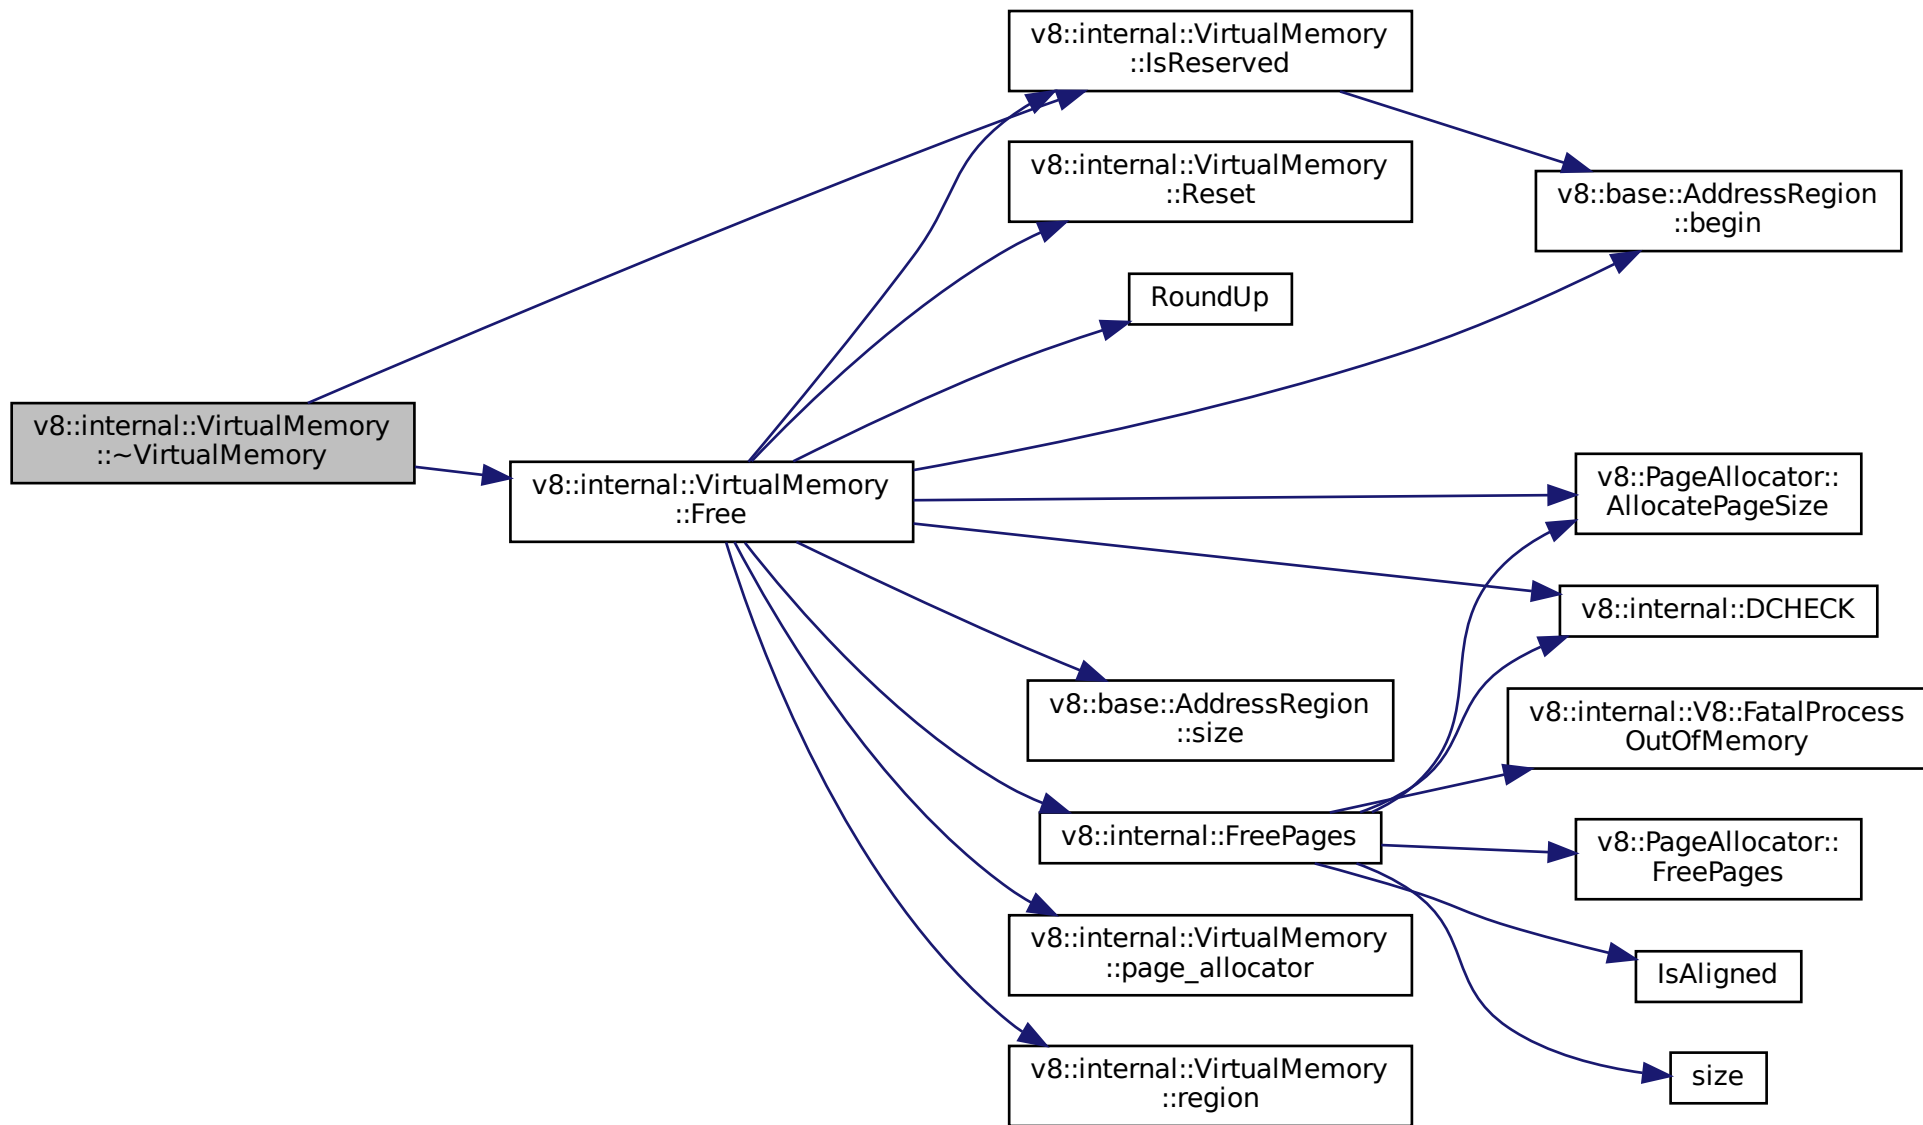 v8::internal::VirtualMemory
::~VirtualMemory
v8::internal::VirtualMemory
::Free
v8::internal::VirtualMemory
::IsReserved
v8::internal::VirtualMemory
::Reset
RoundUp
v8::base::AddressRegion
::size
v8::internal::FreePages
v8::internal::VirtualMemory
::page_allocator
v8::internal::VirtualMemory
::region
v8::base::AddressRegion
::begin
v8::PageAllocator::
AllocatePageSize
v8::internal::DCHECK
v8::internal::V8::FatalProcess
OutOfMemory
v8::PageAllocator::
FreePages
IsAligned
size